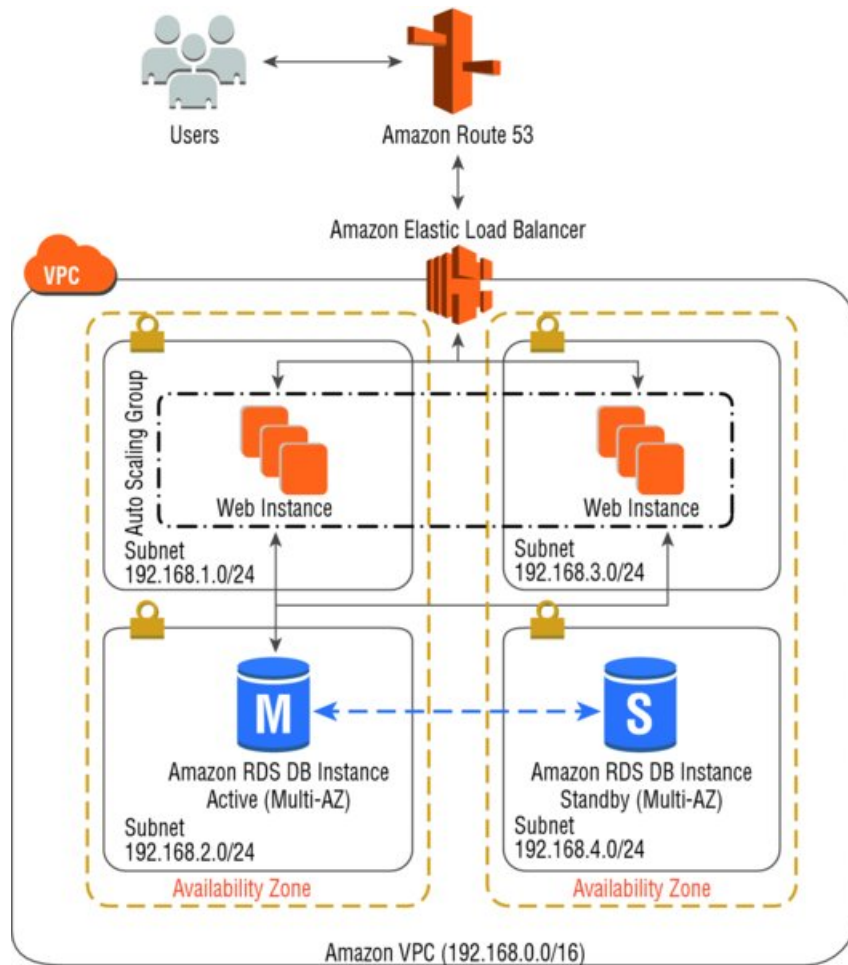 Users
Amazon Route 53
Amazon Elastic Load Balancer
VPC
Auto Scaling Group
Web Instance
Web Instance
Subnet
192.168.1.0/24
Subnet
192.168.3.0/24
M
S
Amazon RDS DB Instance
Active (Multi-AZ)
Amazon RDS DB Instance
Standby (Multi-AZ)
Subnet
192.168.2.0/24
Subnet
192.168.4.0/24
Availability Zone
Availability Zone
Amazon VPC (192.168.0.0/16)